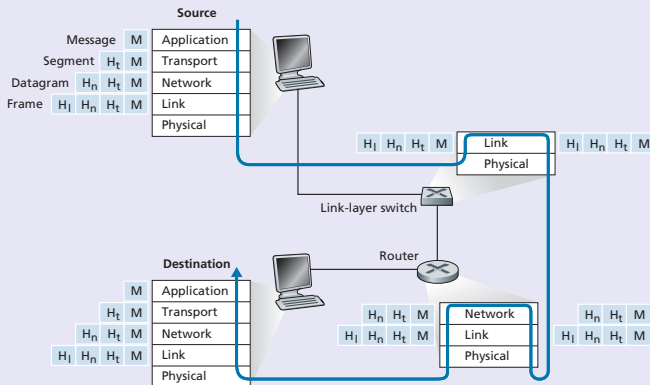 Source
Message M Application
Segment Ht M Transport
Datagram Hn Ht M Network
Frame Hl Hn Ht M Link
Physical
Hl Hn Ht M Link Hl Hn Ht M
Physical
Link-layer switch
Router
Destination
M Application
Ht M Transport
Hn Ht M Network
Hl Hn Ht M Link
Physical
Hn Ht M Network Hn Ht M
Hl Hn Ht M Link Hl Hn Ht M
Physical